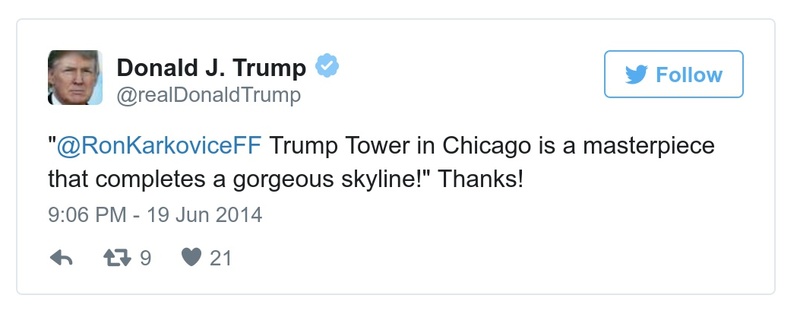 Donald J. Trump
@realDonaldTrump
Follow
"@RonKarkoviceFF Trump Tower in Chicago is a masterpiece
that completes a gorgeous skyline!" Thanks!
9:06 PM - 19 Jun 2014
9 21